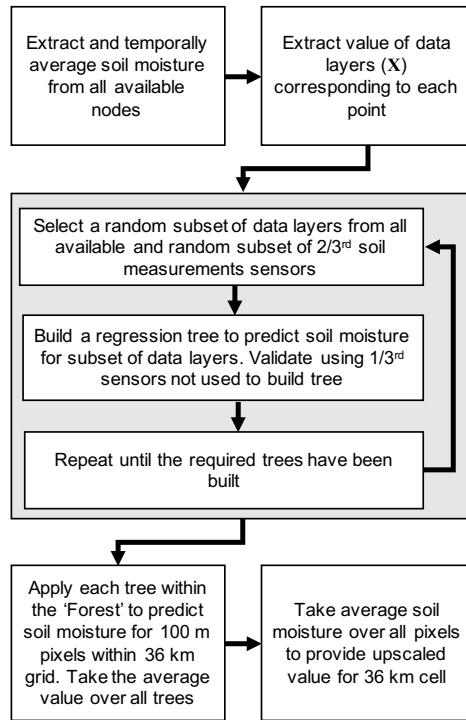 Extract and temporally
average soil moisture
from all available
nodes
Extract value of data
layers (X)
corresponding to each
point
Select a random subset of data layers from all
available and random subset of 2/3rd soil
measurements sensors
Build a regression tree to predict soil moisture
for subset of data layers. Validate using 1/3rd
sensors not used to build tree
Repeat until the required trees have been
built
Apply each tree within
the ‘Forest’ to predict
soil moisture for 100 m
pixels within 36 km
grid. Take the average
value over all trees
Take average soil
moisture over all pixels
to provide upscaled
value for 36 km cell